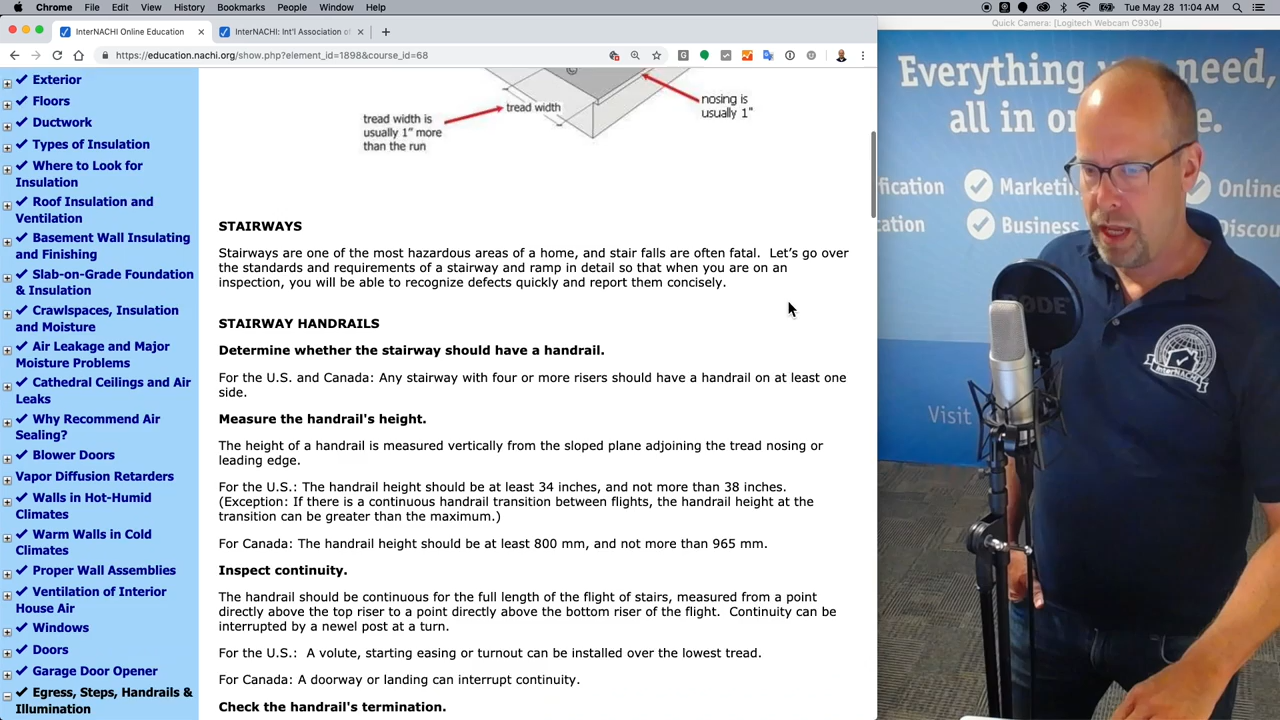 Chrome File Edit View History Bookmarks People Window Help
Tue May 28 11:04 AM
InterNACHI Online Education
InterNACHI: Int'l Association of
Quick Camera: [Logitech Webcam C930e]
https://education.nachi.org/show.php?element_id=1898&course_id=68
Exterior
Floors
Ductwork
Types of Insulation
Where to Look for
Insulation
Roof Insulation and
Ventilation
Basement Wall Insulating
and Finishing
Slab-on-Grade Foundation
& Insulation
Crawlspaces, Insulation
and Moisture
Air Leakage and Major
Moisture Problems
Cathedral Ceilings and Air
Leaks
Why Recommend Air
Sealing?
Blower Doors
Vapor Diffusion Retarders
Walls in Hot-Humid
Climates
Warm Walls in Cold
Climates
Proper Wall Assemblies
Ventilation of Interior
House Air
Windows
Doors
Garage Door Opener
Egress, Steps, Handrails &
Illumination
tread width
tread width is
usually 1" more
than the run
nosing is
usually 1"
STAIRWAYS
Stairways are one of the most hazardous areas of a home, and stair falls are often fatal.  Let's go over
the standards and requirements of a stairway and ramp in detail so that when you are on an
inspection, you will be able to recognize defects quickly and report them concisely.
STAIRWAY HANDRAILS
Determine whether the stairway should have a handrail.
For the U.S. and Canada: Any stairway with four or more risers should have a handrail on at least one
side.
Measure the handrail's height.
The height of a handrail is measured vertically from the sloped plane adjoining the tread nosing or
leading edge.
For the U.S.: The handrail height should be at least 34 inches, and not more than 38 inches.
(Exception: If there is a continuous handrail transition between flights, the handrail height at the
transition can be greater than the maximum.)
For Canada: The handrail height should be at least 800 mm, and not more than 965 mm.
Inspect continuity.
The handrail should be continuous for the full length of the flight of stairs, measured from a point
directly above the top riser to a point directly above the bottom riser of the flight.  Continuity can be
interrupted by a newel post at a turn.
For the U.S.:  A volute, starting easing or turnout can be installed over the lowest tread.
For Canada: A doorway or landing can interrupt continuity.
Check the handrail's termination.
Everything need,
all in e.
fication Marketin Online
cation Business Discou
Visit
RØDE
InterNACHI